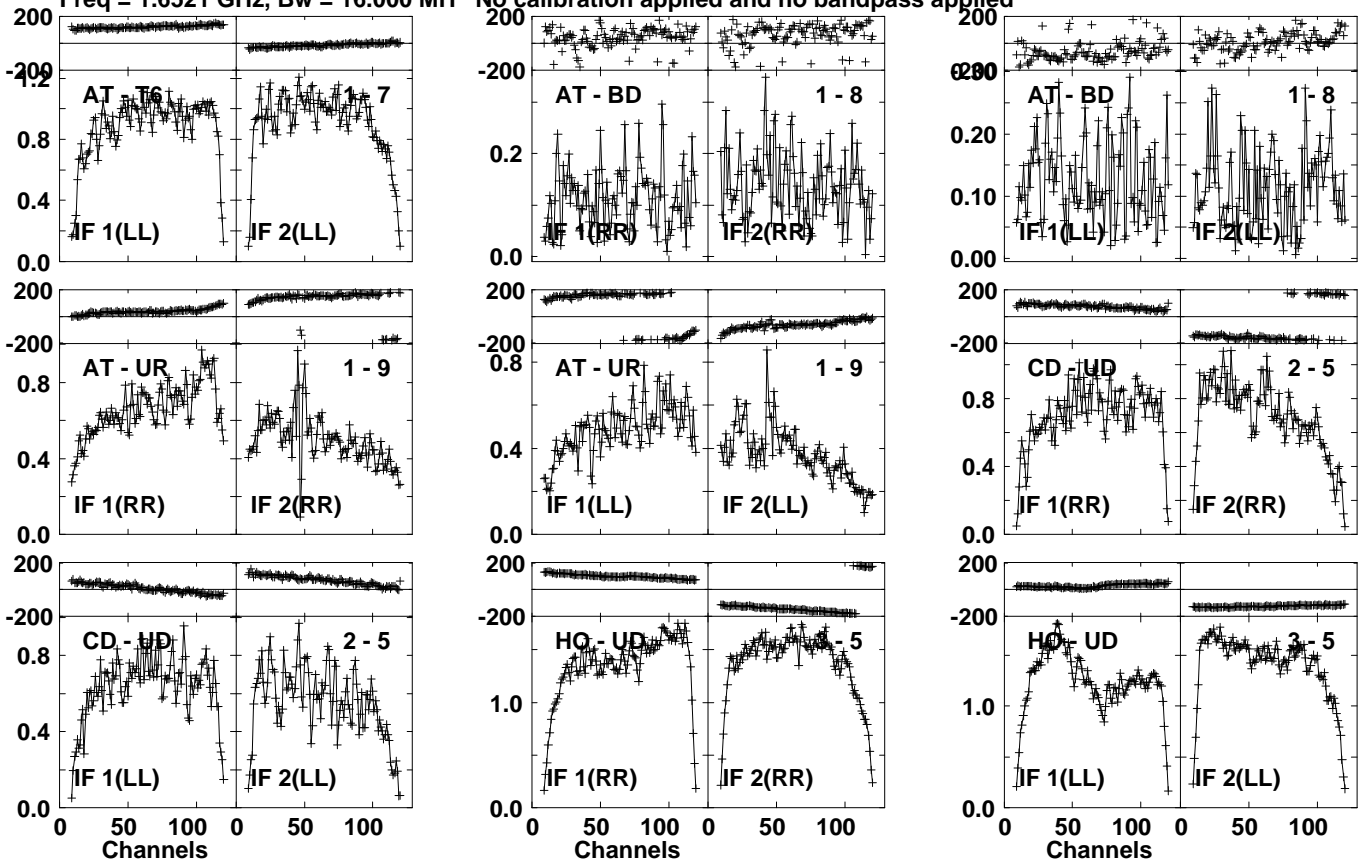 Freq = 1.6521 GHz, Bw = 16.000 MH No calibration applied and no bandpass applied
200
-200
1.2
0.8
0.4
0.0
AT - T6
1 - 7
IF 1(LL)
IF 2(LL)
200
-200
0.2
0.0
AT - BD
1 - 8
IF 1(RR)
IF 2(RR)
200
-200
0.30
0.20
0.10
0.00
AT - BD
1 - 8
IF 1(LL)
IF 2(LL)
200
-200
0.8
0.4
0.0
AT - UR
1 - 9
IF 1(RR)
IF 2(RR)
200
-200
0.8
0.4
0.0
AT - UR
1 - 9
IF 1(LL)
IF 2(LL)
200
-200
0.8
0.4
0.0
CD - UD
2 - 5
IF 1(RR)
IF 2(RR)
200
-200
0.8
0.4
0.0
CD - UD
2 - 5
IF 1(LL)
IF 2(LL)
0 50 100 0 50 100
Channels
200
-200
1.0
0.0
HO - UD
3 - 5
IF 1(RR)
IF 2(RR)
0 50 100 0 50 100
Channels
200
-200
1.0
0.0
HO - UD
3 - 5
IF 1(LL)
IF 2(LL)
0 50 100 0 50 100
Channels